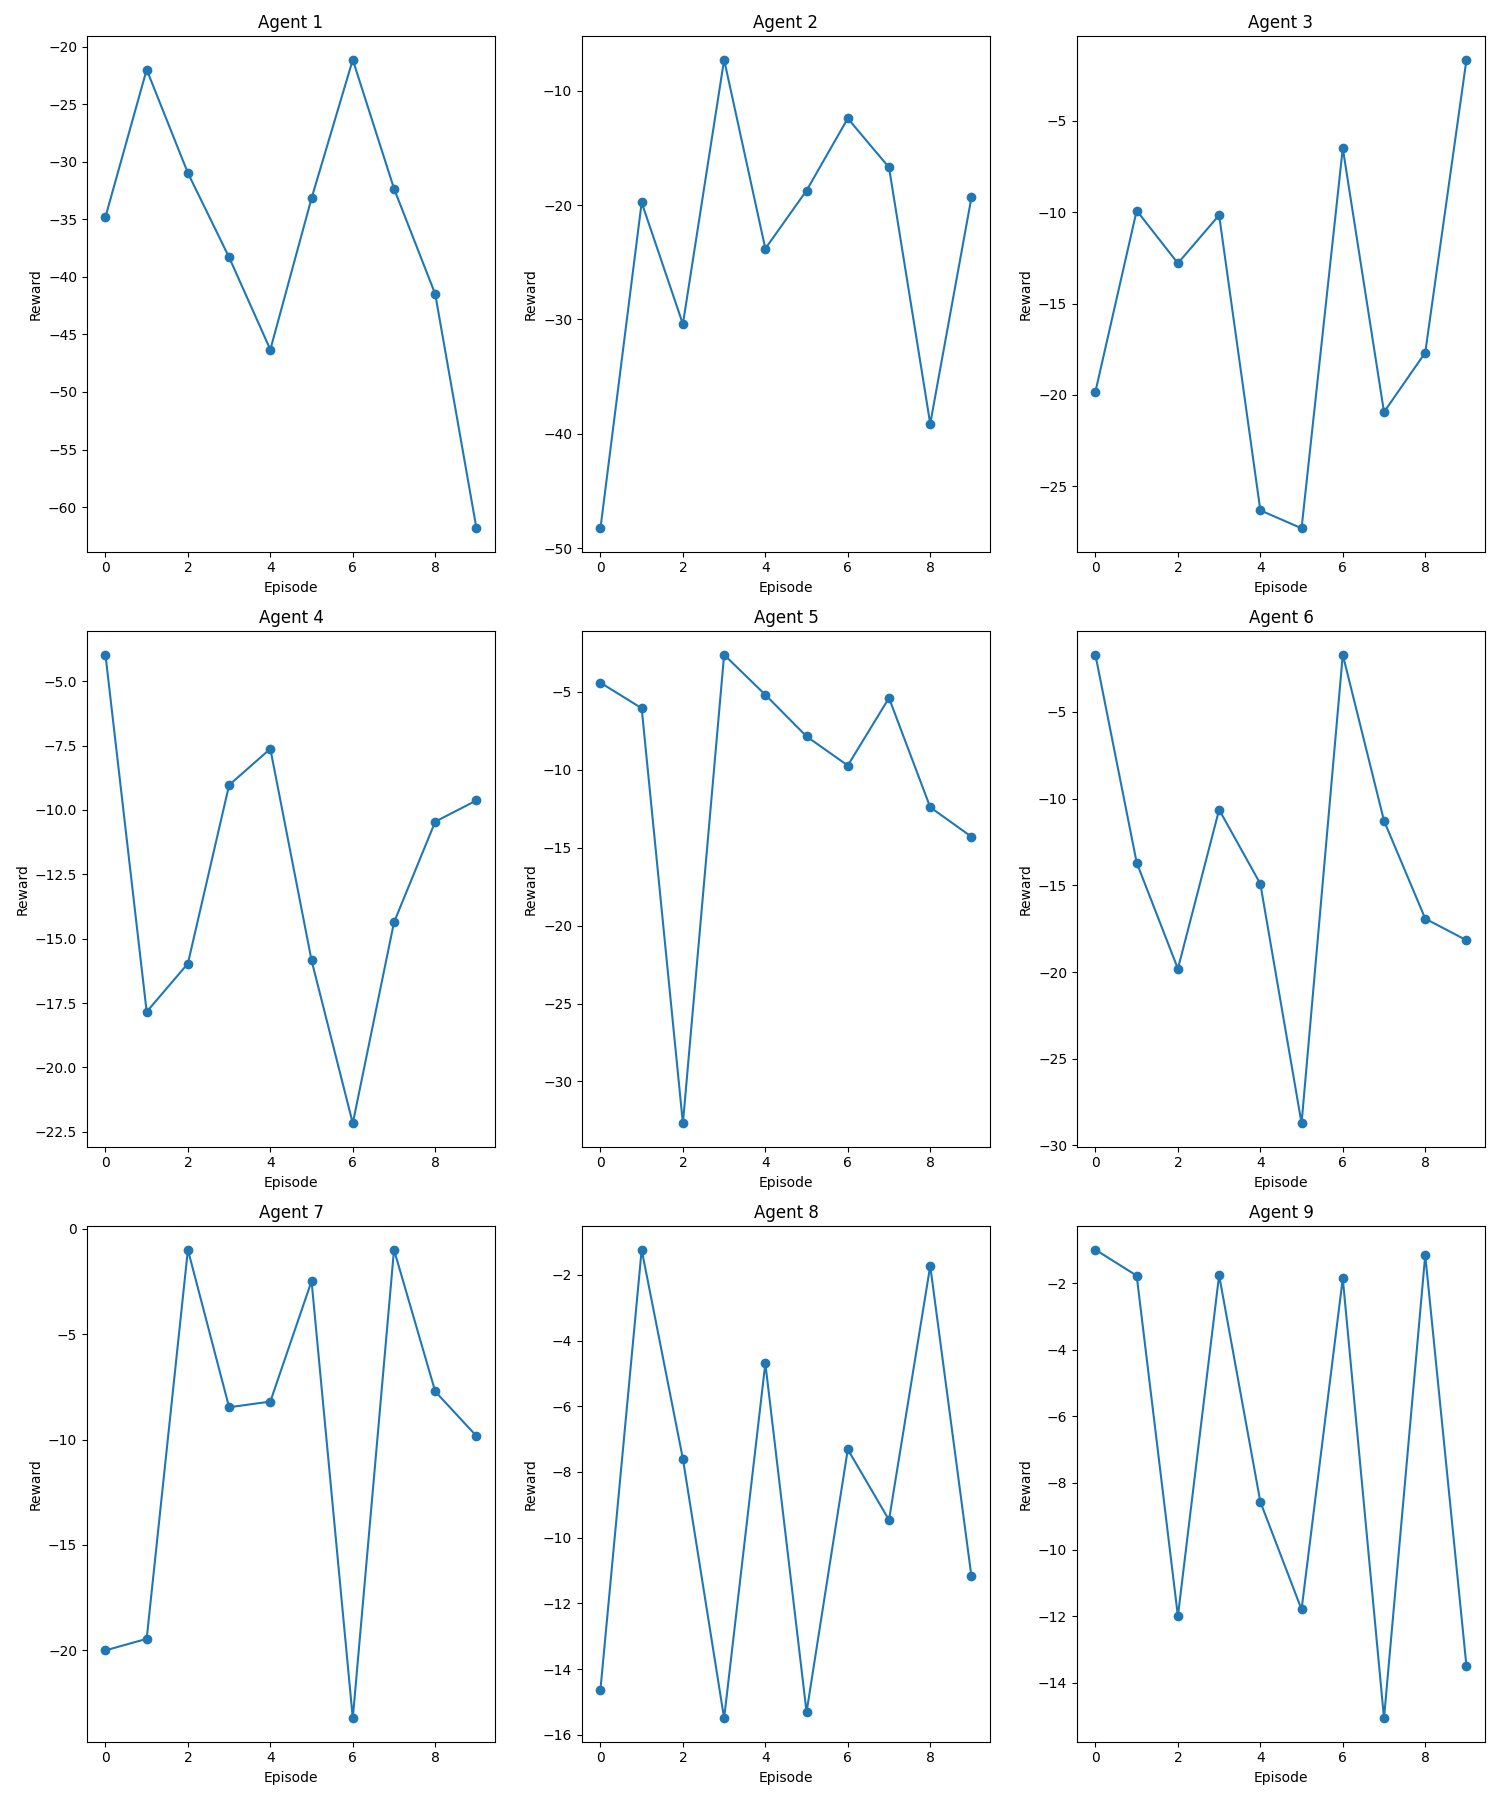 Agent 1
Agent 2
Agent 3
−20
−25
−30
−35
−40
−45
−50
−55
−60
Reward
0 2 4 6 8
Episode
−10
−20
−30
−40
−50
Reward
0 2 4 6 8
Episode
−5
−10
−15
−20
−25
Reward
0 2 4 6 8
Episode
Agent 4
Agent 5
Agent 6
−5.0
−7.5
−10.0
−12.5
−15.0
−17.5
−20.0
−22.5
Reward
0 2 4 6 8
Episode
−5
−10
−15
−20
−25
−30
Reward
0 2 4 6 8
Episode
−5
−10
−15
−20
−25
−30
Reward
0 2 4 6 8
Episode
Agent 7
Agent 8
Agent 9
0
−5
−10
−15
−20
Reward
0 2 4 6 8
Episode
−2
−4
−6
−8
−10
−12
−14
−16
Reward
0 2 4 6 8
Episode
−2
−4
−6
−8
−10
−12
−14
Reward
0 2 4 6 8
Episode